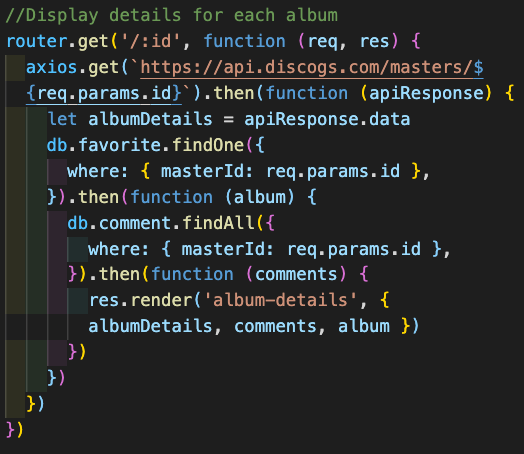 //Display details for each album
router.get('/:id', function (req, res) {
  axios.get(`https://api.discogs.com/masters/$
  {req.params.id}`).then(function (apiResponse) {
    let albumDetails = apiResponse.data
    db.favorite.findOne({
      where: { masterId: req.params.id },
    }).then(function (album) {
      db.comment.findAll({
        where: { masterId: req.params.id },
      }).then(function (comments) {
        res.render('album-details', {
        albumDetails, comments, album })
      })
    })
  })
})